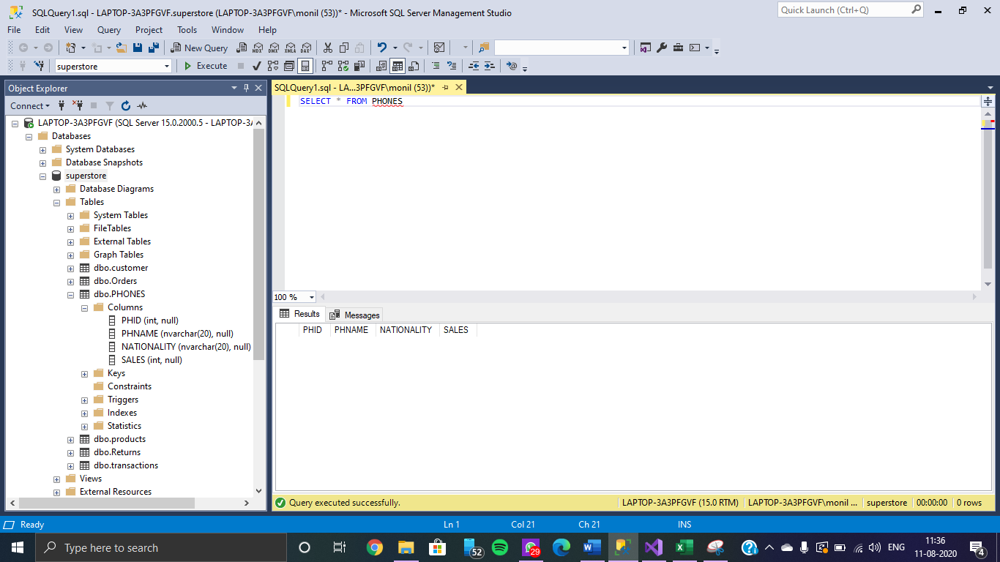 SQLQuery1.sql - LAPTOP-3A3PFGVF.superstore (LAPTOP-3A3PFGVF\monil (53))* - Microsoft SQL Server Management Studio
Quick Launch (Ctrl+Q)
File Edit View Query Project Tools Window Help
New Query MDX DMX XMLA DAX
superstore Execute
Object Explorer
SQLQuery1.sql - LA...3PFGVF\monil (53))*
Connect
SELECT * FROM PHONES
LAPTOP-3A3PFGVF (SQL Server 15.0.2000.5 - LAPTOP-3A
Databases
System Databases
Database Snapshots
superstore
Database Diagrams
Tables
System Tables
FileTables
External Tables
Graph Tables
dbo.customer
dbo.Orders
dbo.PHONES
Columns
PHID (int, null)
PHNAME (nvarchar(20), null)
NATIONALITY (nvarchar(20), null)
SALES (int, null)
Keys
Constraints
Triggers
Indexes
Statistics
dbo.products
dbo.Returns
dbo.transactions
Views
External Resources
100 %
Results Messages
PHID PHNAME NATIONALITY SALES
Query executed successfully. LAPTOP-3A3PFGVF (15.0 RTM) LAPTOP-3A3PFGVF\monil ... superstore 00:00:00 0 rows
Ready Ln 1 Col 21 Ch 21 INS
Type here to search
52
29
ENG
11:36
11-08-2020
4